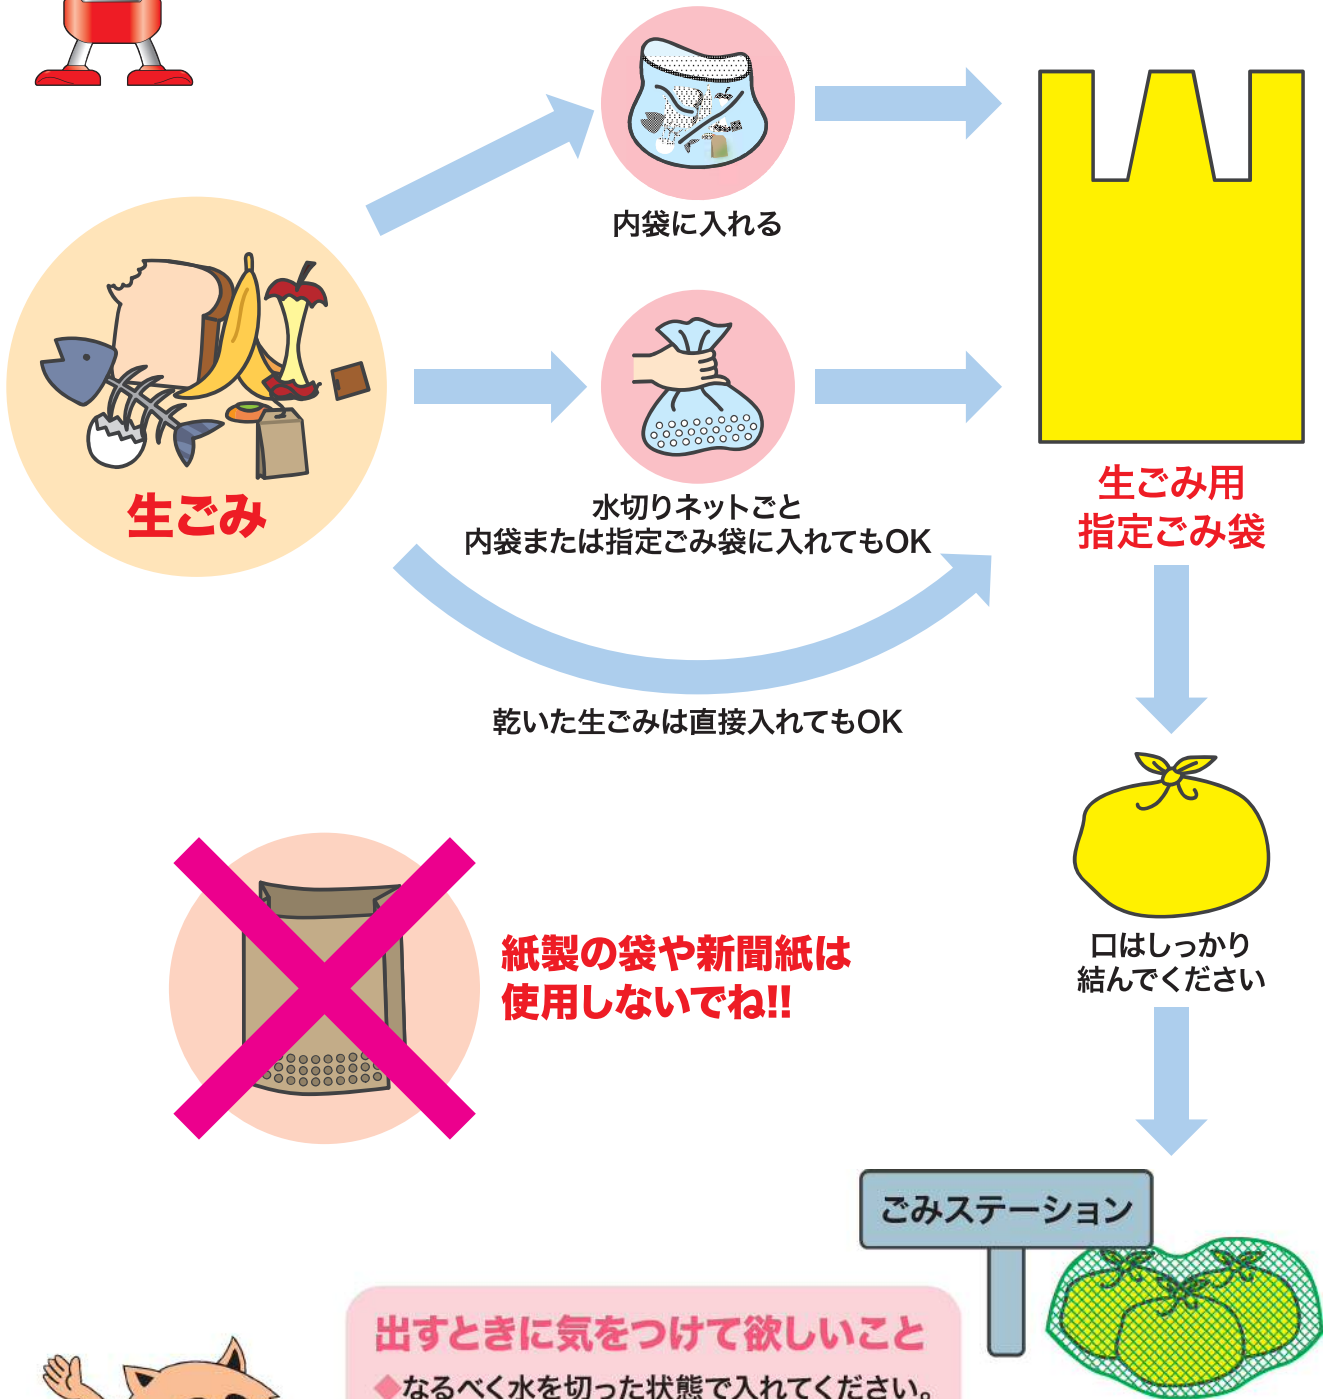 内袋に入れる
生ごみ
水切りネットごと
内袋または指定ごみ袋に入れてもOK
生ごみ用
指定ごみ袋
乾いた生ごみは直接入れてもOK
口はしっかり
結んでください
紙製の袋や新聞紙は
使用しないでね!!
ごみステーション
出すときに気をつけて欲しいこと
◆なるべく水を切った状態で入れてください。